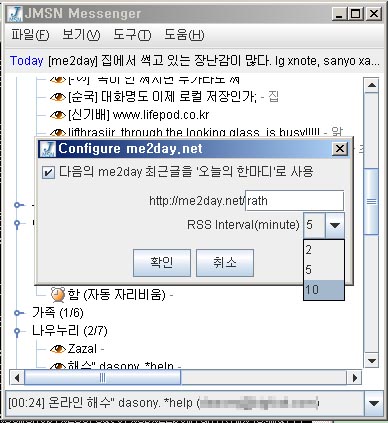 JMSN Messenger
파일(F) 보기(V) 도구(T) 도움(H)
Today [me2day] 집에서 썩고 있는 장난감이 많다. lg xnote, sanyo xa...
[순국] 대화명도 이제 로컬 저장인가; - 집
[신기배] www.lifepod.co.kr
lifthrasiir, through the looking glass, is busy!!!!! - 알
Configure me2day.net
다음의 me2day 최근글을 '오늘의 한마디'로 사용
http://me2day.net/ rath
RSS Interval(minute) 5
2
5
10
확인 취소
함 (자동 자리비움) -
가족 (1/6)
나우누리 (2/7)
Zazal -
해수" dasony. *help -
[00:24] 온라인 해수" dasony. *help (